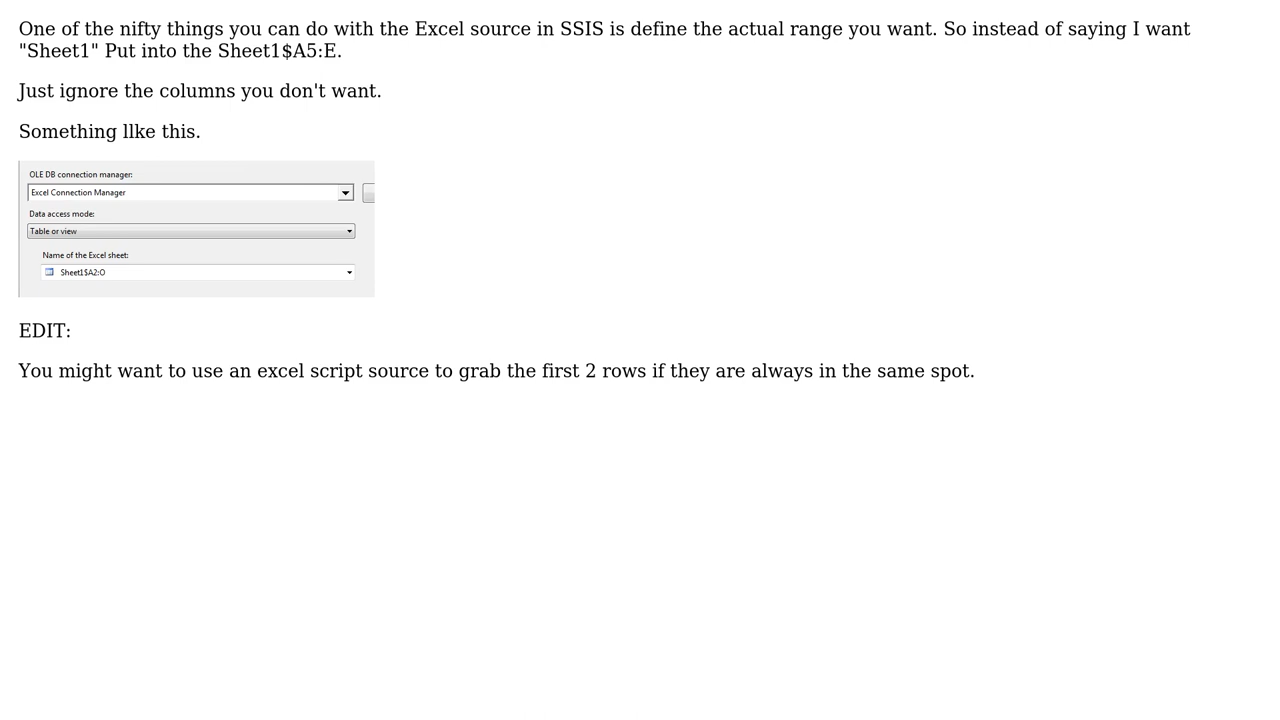 One of the nifty things you can do with the Excel source in SSIS is define the actual range you want. So instead of saying I want
"Sheet1" Put into the Sheet1$A5:E.
Just ignore the columns you don't want.
Something llke this.
OLE DB connection manager:
Excel Connection Manager
Data access mode:
Table or view
Name of the Excel sheet:
Sheet1$A2:O
EDIT:
You might want to use an excel script source to grab the first 2 rows if they are always in the same spot.